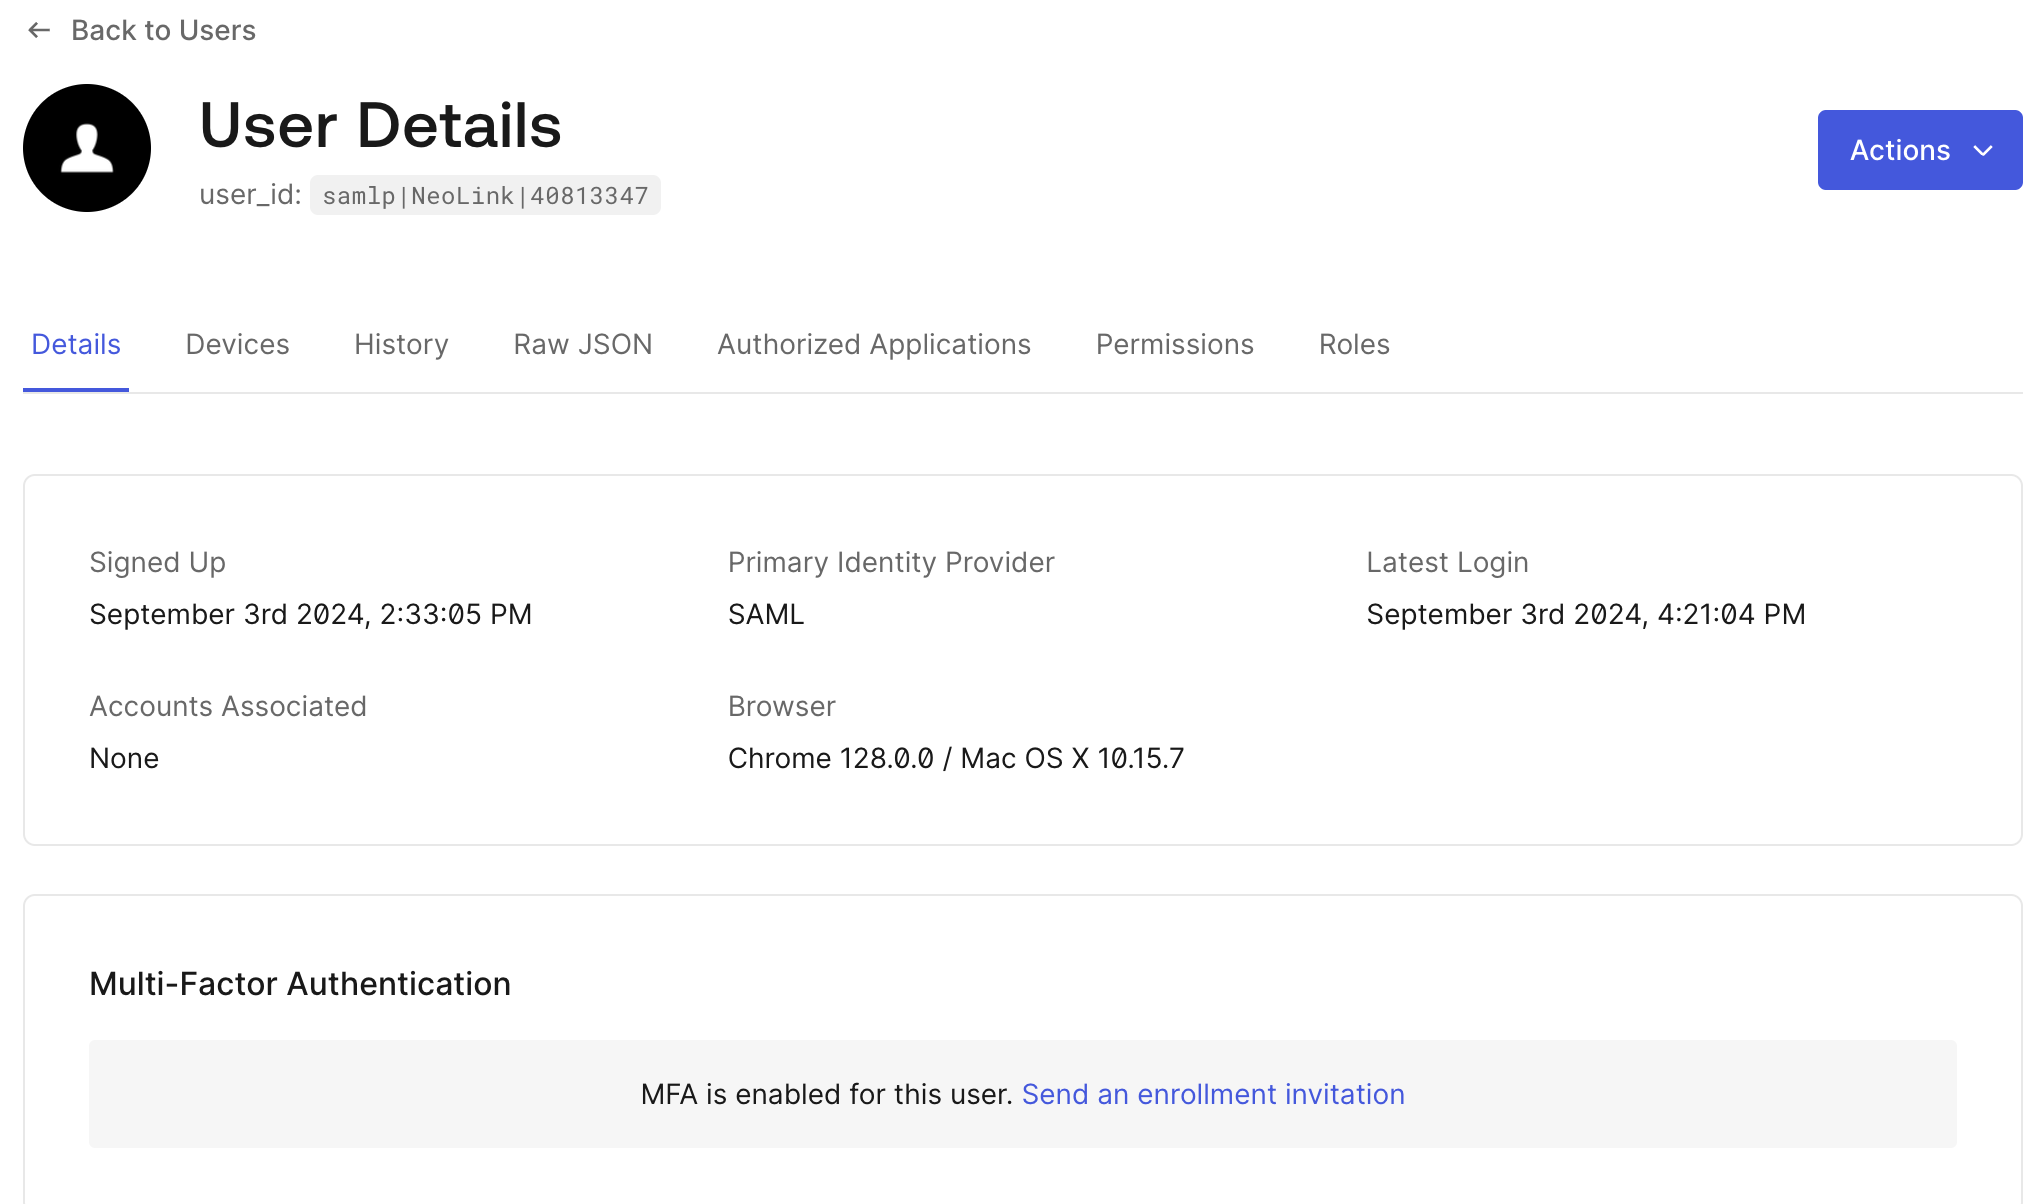 ← Back to Users
User Details
user_id: samlp|NeoLink|40813347
Actions
Details Devices History Raw JSON Authorized Applications Permissions Roles
Signed Up Primary Identity Provider Latest Login
September 3rd 2024, 2:33:05 PM SAML September 3rd 2024, 4:21:04 PM
Accounts Associated Browser
None Chrome 128.0.0 / Mac OS X 10.15.7
Multi-Factor Authentication
MFA is enabled for this user. Send an enrollment invitation